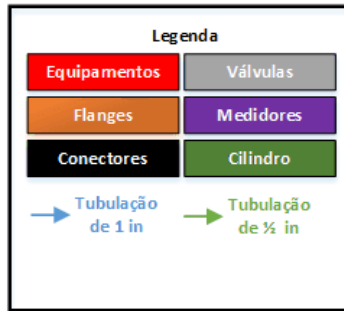 Legenda
Equipamentos Válvulas
Flanges Medidores
Conectores Cilindro
Tubulação Tubulação
de 1 in de ½ in